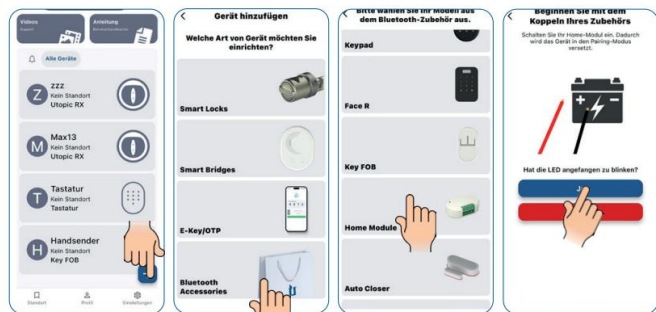 Videos
Support
Anleitung
Benutzerhandbücher
Alle Geräte
Z
zzz
Kein Standort
Utopic RX
M
Max13
Kein Standort
Utopic RX
T
Tastatur
Kein Standort
Tastatur
H
Handsender
Kein Standort
Key FOB
Standort
Profil
Einstellungen
Gerät hinzufügen
Welche Art von Gerät möchten Sie
einrichten?
Smart Locks
Smart Bridges
E-Key/OTP
Bluetooth
Accessories
Bitte wählen Sie Ihr Modell aus
dem Bluetooth-Zubehör aus.
Keypad
Face R
Key FOB
Home Module
Auto Closer
Beginnen Sie mit dem
Koppeln Ihres Zubehörs
Schalten Sie Ihr Home-Modul ein. Dadurch
wird das Gerät in den Pairing-Modus
versetzt.
Hat die LED angefangen zu blinken?